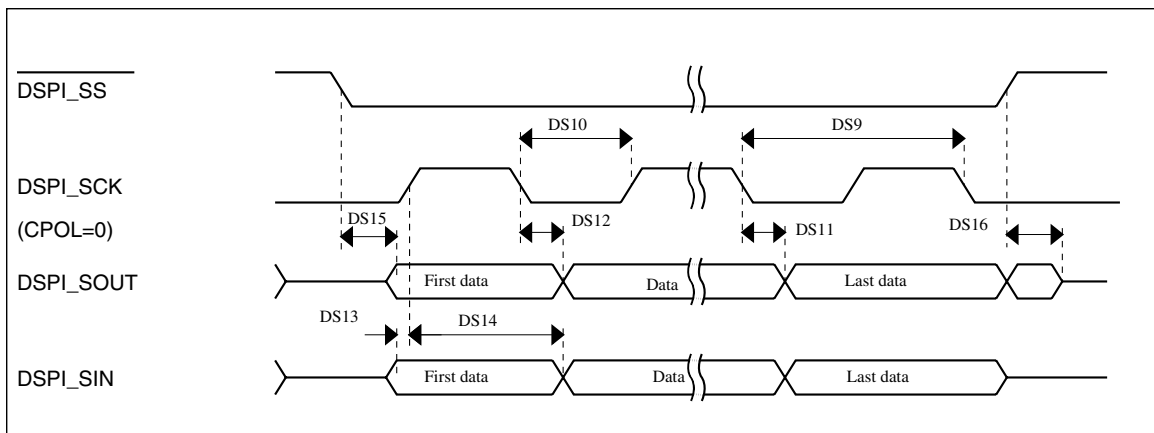 DSPI_SS
DS10
DS9
DSPI_SCK
(CPOL=0)
DS15
DS12
DS11
DS16
DSPI_SOUT
First data
Data
Last data
DS13
DS14
DSPI_SIN
First data
Data
Last data